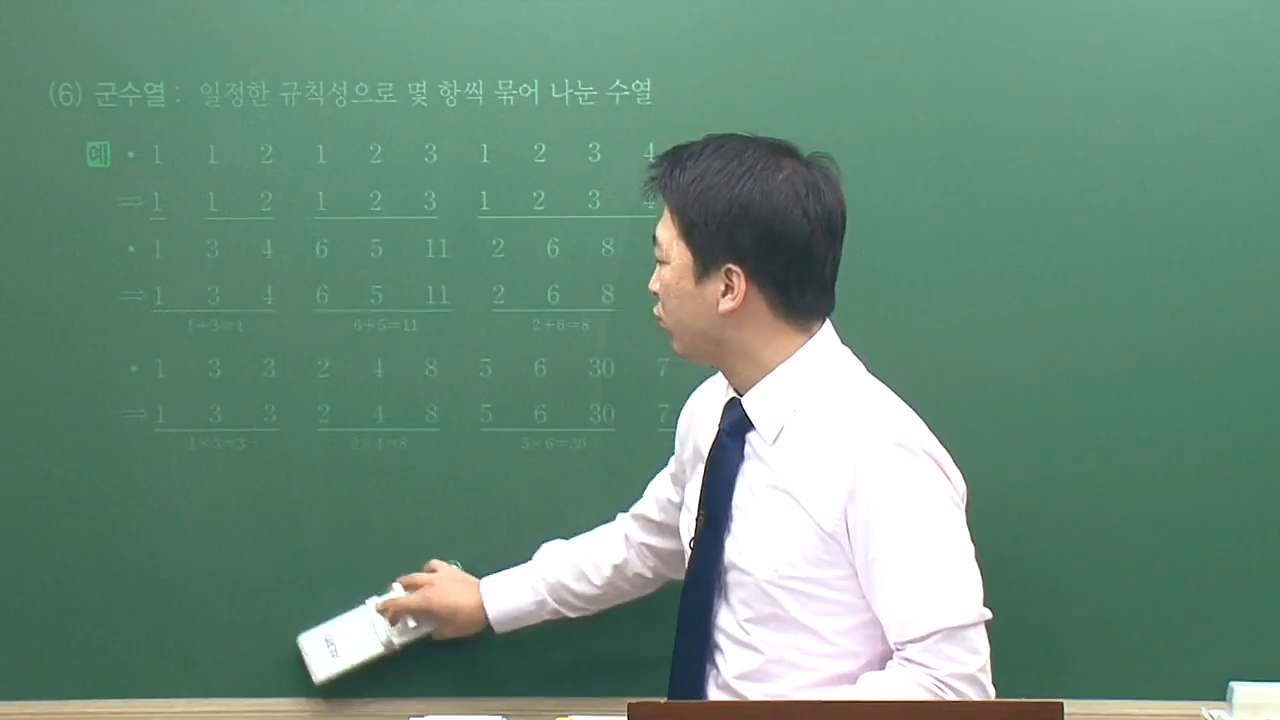 (6) 군수열 : 일정한 규칙성으로 몇 항씩 묶어 나눈 수열
예 • 1 1 2 1 2 3 1 2 3 4
⇒ 1 1 2 1 2 3 1 2 3 4
• 1 3 4 6 5 11 2 6 8
⇒ 1 3 4 6 5 11 2 6 8
1+3=4 6+5=11 2+6=8
• 1 3 3 2 4 8 5 6 30 7
⇒ 1 3 3 2 4 8 5 6 30 7
1×3=3 2×4=8 5×6=30